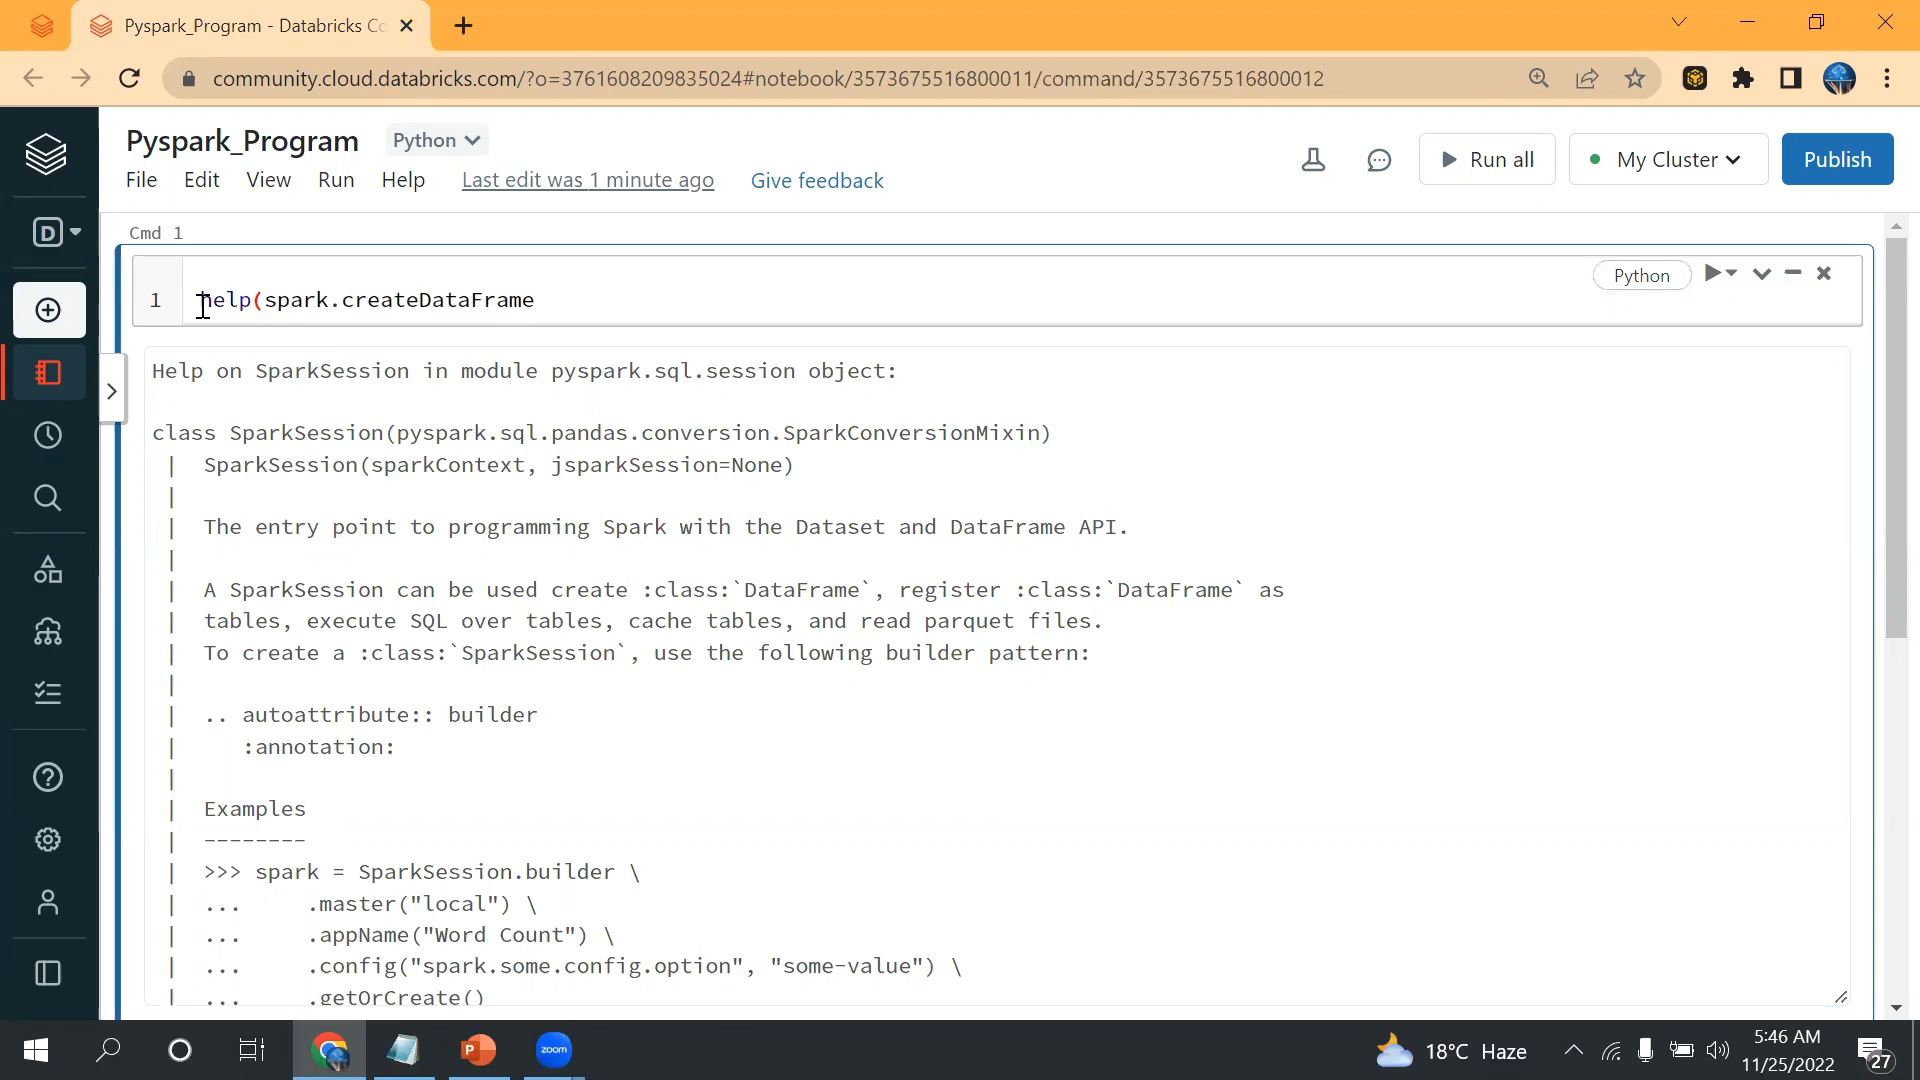 Pyspark_Program - Databricks Co
community.cloud.databricks.com/?o=3761608209835024#notebook/3573675516800011/command/3573675516800012
Pyspark_Program
Python
File Edit View Run Help Last edit was 1 minute ago Give feedback
Run all
My Cluster
Publish
D
Cmd 1
Python
1 help(spark.createDataFrame
Help on SparkSession in module pyspark.sql.session object:
class SparkSession(pyspark.sql.pandas.conversion.SparkConversionMixin)
 |  SparkSession(sparkContext, jsparkSession=None)
 |
 |  The entry point to programming Spark with the Dataset and DataFrame API.
 |
 |  A SparkSession can be used create :class:`DataFrame`, register :class:`DataFrame` as
 |  tables, execute SQL over tables, cache tables, and read parquet files.
 |  To create a :class:`SparkSession`, use the following builder pattern:
 |
 |  .. autoattribute:: builder
 |     :annotation:
 |
 |  Examples
 |  --------
 |  >>> spark = SparkSession.builder \
 |  ...     .master("local") \
 |  ...     .appName("Word Count") \
 |  ...     .config("spark.some.config.option", "some-value") \
 |  ...     .getOrCreate()
zoom
18°C Haze
5:46 AM
11/25/2022
27